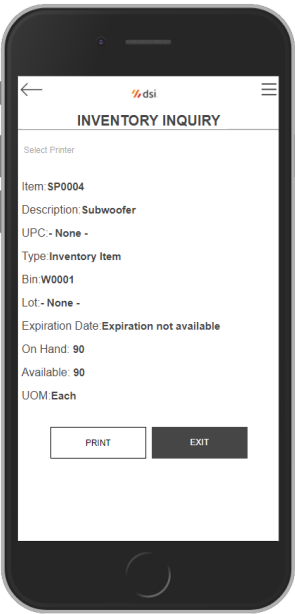 dsi
INVENTORY INQUIRY
Select Printer
Item:SP0004
Description:Subwoofer
UPC:- None -
Type:Inventory Item
Bin:W0001
Lot:- None -
Expiration Date:Expiration not available
On Hand: 90
Available: 90
UOM:Each
PRINT EXIT